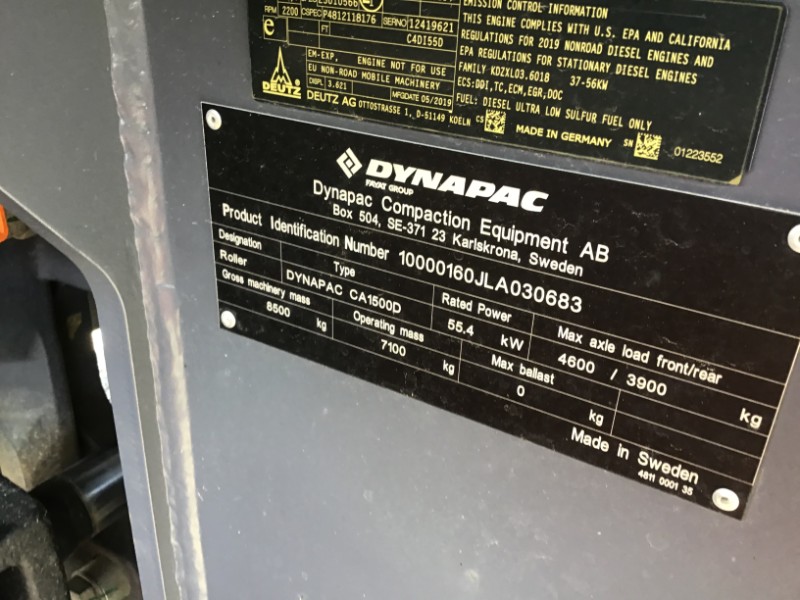 EMISSION CONTROL INFORMATION
THIS ENGINE COMPLIES WITH U.S. EPA AND CALIFORNIA
REGULATIONS FOR 2019 NONROAD DIESEL ENGINES AND
EPA REGULATIONS FOR STATIONARY DIESEL ENGINES
FAMILY KDZXL03.6018 37-56KW
ECS:DDI,TC,ECM,EGR,DOC
FUEL: DIESEL ULTRA LOW SULFUR FUEL ONLY
RPM 2200 CSPEC P4812118176 SERNO 12419621
e FT C4DI55D
EM-EXP. ENGINE NOT FOR USE
EU NON-ROAD MOBILE MACHINERY
DISPL 3.621 MFGDATE 05/2019
DEUTZ
DEUTZ AG OTTOSTRASSE 1, D-51149 KOELN CS
MADE IN GERMANY SN 01223552
DYNAPAC
FAYAT GROUP
Dynapac Compaction Equipment AB
Box 504, SE-371 23 Karlskrona, Sweden
Product Identification Number 10000160JLA030683
Designation Type Rated Power Max axle load front/rear
Roller DYNAPAC CA1500D 55.4 kW 4600 / 3900 kg
Gross machinery mass Operating mass Max ballast
8500 kg 7100 kg 0 kg
Made in Sweden
4811 0001 35